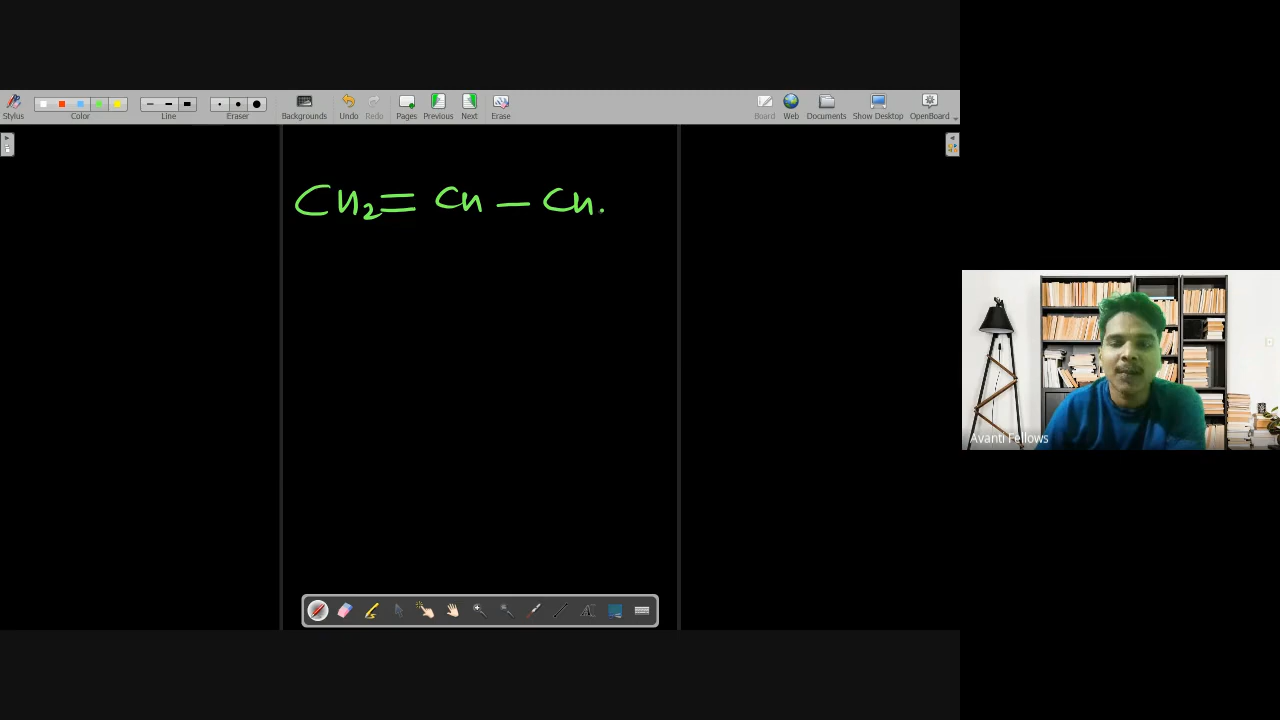 Stylus Color Line Eraser Backgrounds Undo Redo Pages Previous Next Erase Board Web Documents Show Desktop OpenBoard
CH₂ = CH — CH.
Avanti Fellows